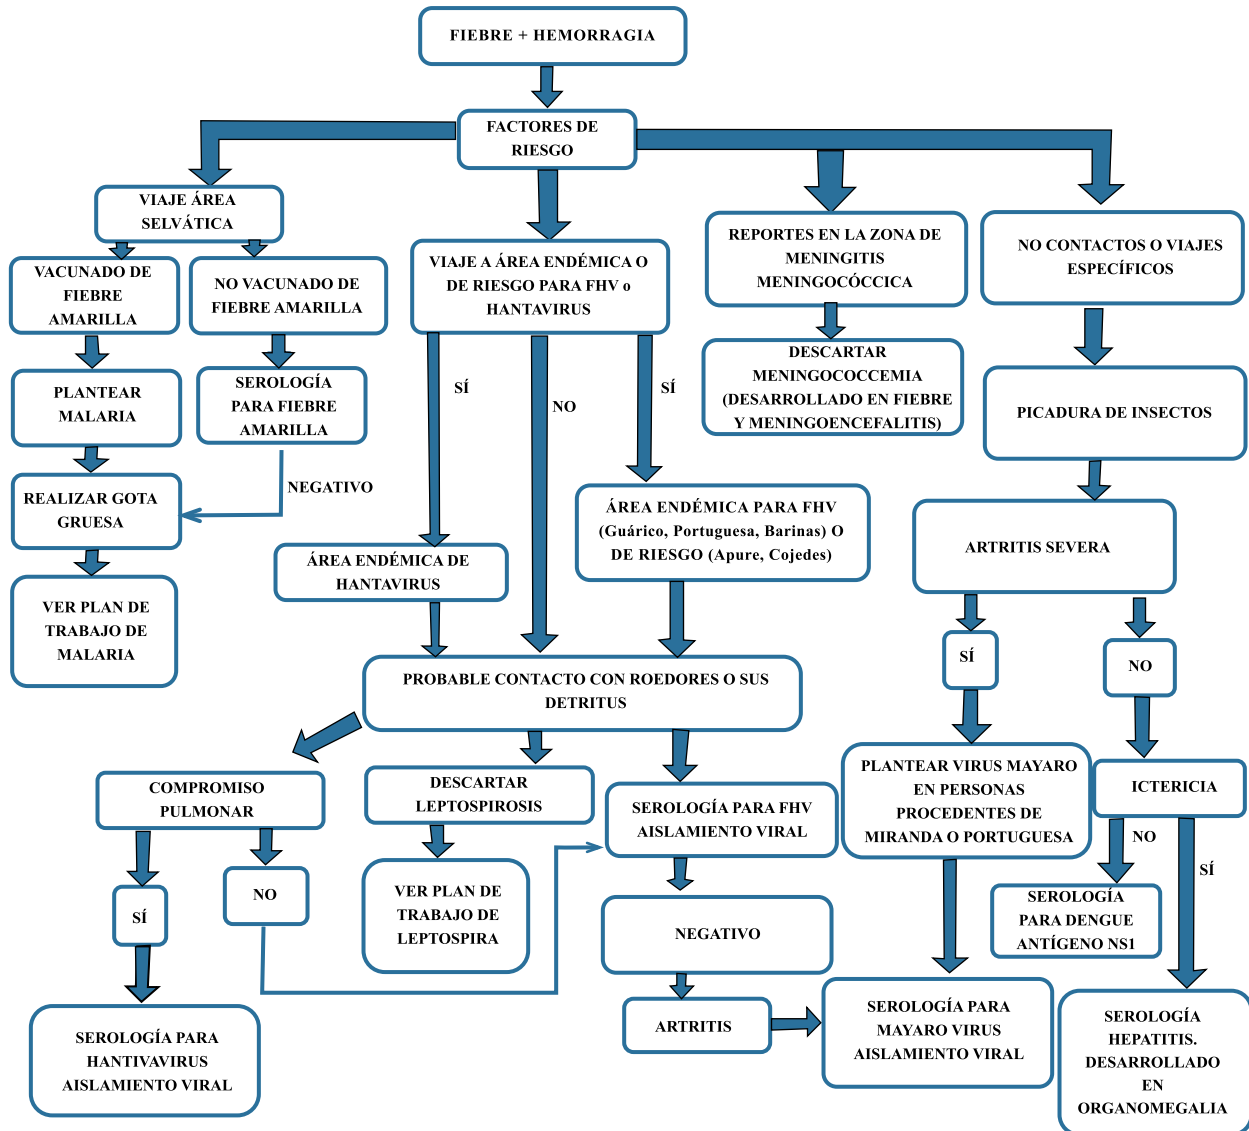 FIEBRE + HEMORRAGIA
FACTORES DE
RIESGO
VIAJE ÁREA
SELVÁTICA
VACUNADO DE
FIEBRE
AMARILLA
NO VACUNADO DE
FIEBRE AMARILLA
PLANTEAR
MALARIA
SEROLOGÍA
PARA FIEBRE
AMARILLA
NEGATIVO
REALIZAR GOTA
GRUESA
VER PLAN DE
TRABAJO DE
MALARIA
VIAJE A ÁREA ENDÉMICA O
DE RIESGO PARA FHV o
HANTAVIRUS
SÍ
NO
SÍ
ÁREA ENDÉMICA DE
HANTAVIRUS
ÁREA ENDÉMICA PARA FHV
(Guárico, Portuguesa, Barinas) O
DE RIESGO (Apure, Cojedes)
PROBABLE CONTACTO CON ROEDORES O SUS
DETRITUS
COMPROMISO
PULMONAR
SÍ
NO
SEROLOGÍA PARA
HANTIVAVIRUS
AISLAMIENTO VIRAL
DESCARTAR
LEPTOSPIROSIS
VER PLAN DE
TRABAJO DE
LEPTOSPIRA
SEROLOGÍA PARA FHV
AISLAMIENTO VIRAL
NEGATIVO
ARTRITIS
REPORTES EN LA ZONA DE
MENINGITIS
MENINGOCÓCCICA
DESCARTAR
MENINGOCOCCEMIA
(DESARROLLADO EN FIEBRE
Y MENINGOENCEFALITIS)
NO CONTACTOS O VIAJES
ESPECÍFICOS
PICADURA DE INSECTOS
ARTRITIS SEVERA
SÍ
NO
PLANTEAR VIRUS MAYARO
EN PERSONAS
PROCEDENTES DE
MIRANDA O PORTUGUESA
SEROLOGÍA PARA
MAYARO VIRUS
AISLAMIENTO VIRAL
ICTERICIA
NO
SÍ
SEROLOGÍA
PARA DENGUE
ANTÍGENO NS1
SEROLOGÍA
HEPATITIS.
DESARROLLADO
EN
ORGANOMEGALIA